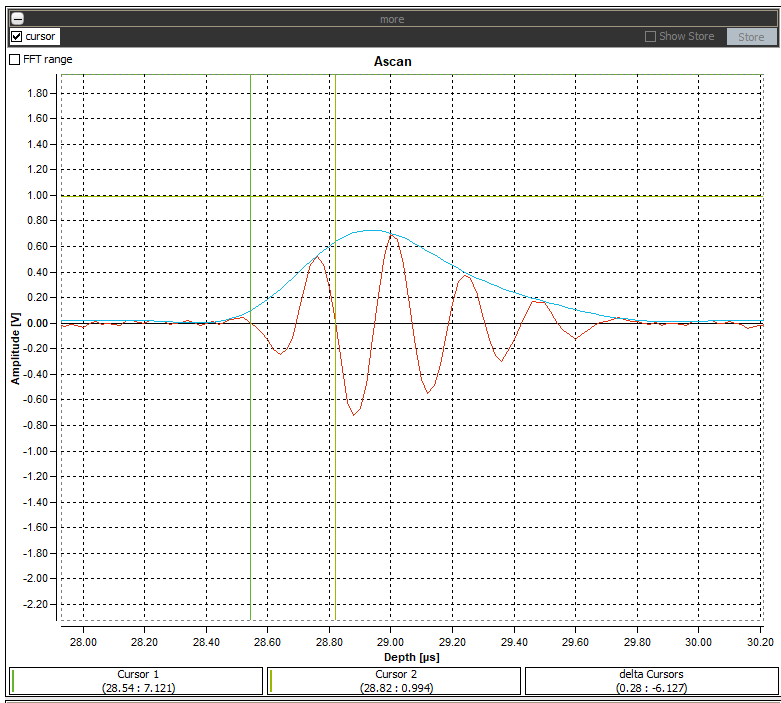 more
cursor
Show Store
Store
FFT range
Ascan
1.80
1.60
1.40
1.20
1.00
0.80
0.60
0.40
0.20
0.00
-0.20
-0.40
-0.60
-0.80
-1.00
-1.20
-1.40
-1.60
-1.80
-2.00
-2.20
Amplitude [V]
28.00 28.20 28.40 28.60 28.80 29.00 29.20 29.40 29.60 29.80 30.00 30.20
Depth [µs]
Cursor 1
(28.54 : 7.121)
Cursor 2
(28.82 : 0.994)
delta Cursors
(0.28 : -6.127)